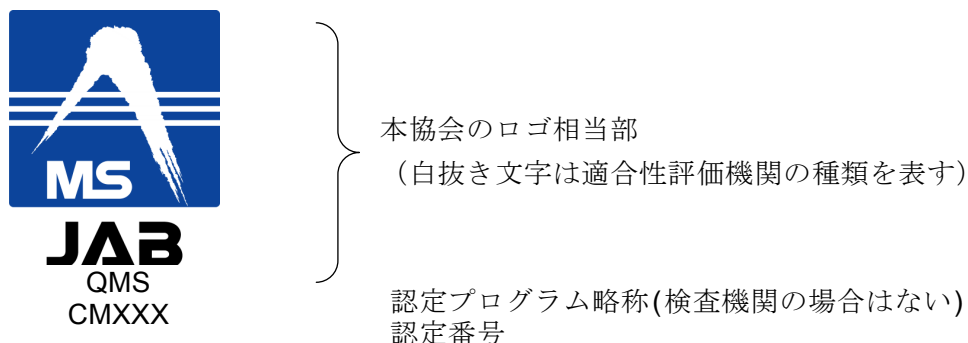 MS
JAB
QMS
CMXXX
本協会のロゴ相当部
（白抜き文字は適合性評価機関の種類を表す）
認定プログラム略称(検査機関の場合はない)
認定番号